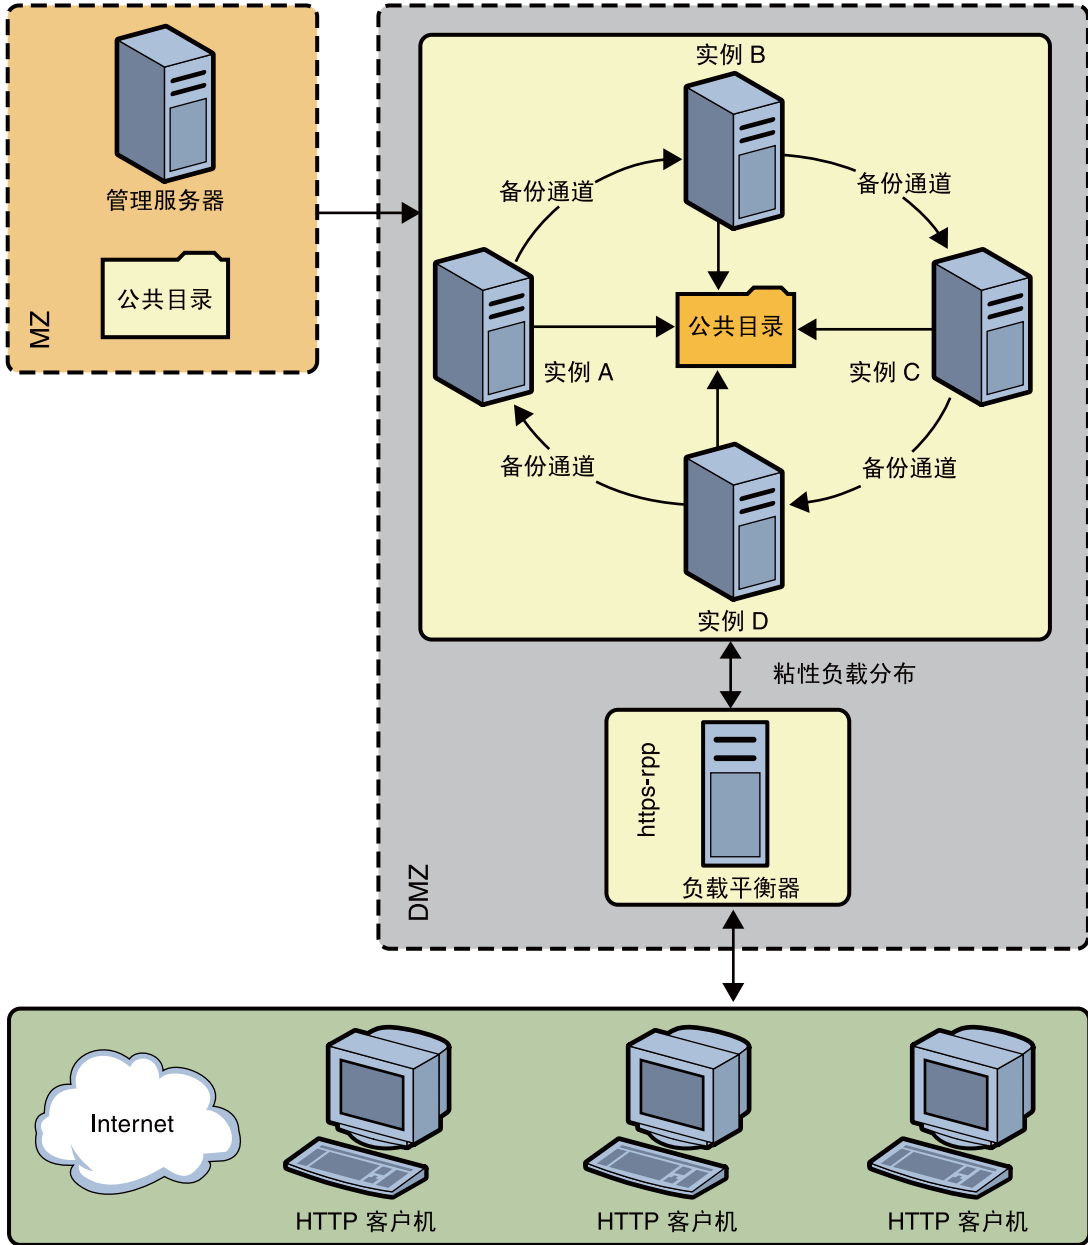 管理服务器
公共目录
MZ
实例 B
备份通道
备份通道
公共目录
实例 A
实例 C
备份通道
备份通道
实例 D
粘性负载分布
https-rpp
负载平衡器
DMZ
Internet
HTTP 客户机
HTTP 客户机
HTTP 客户机